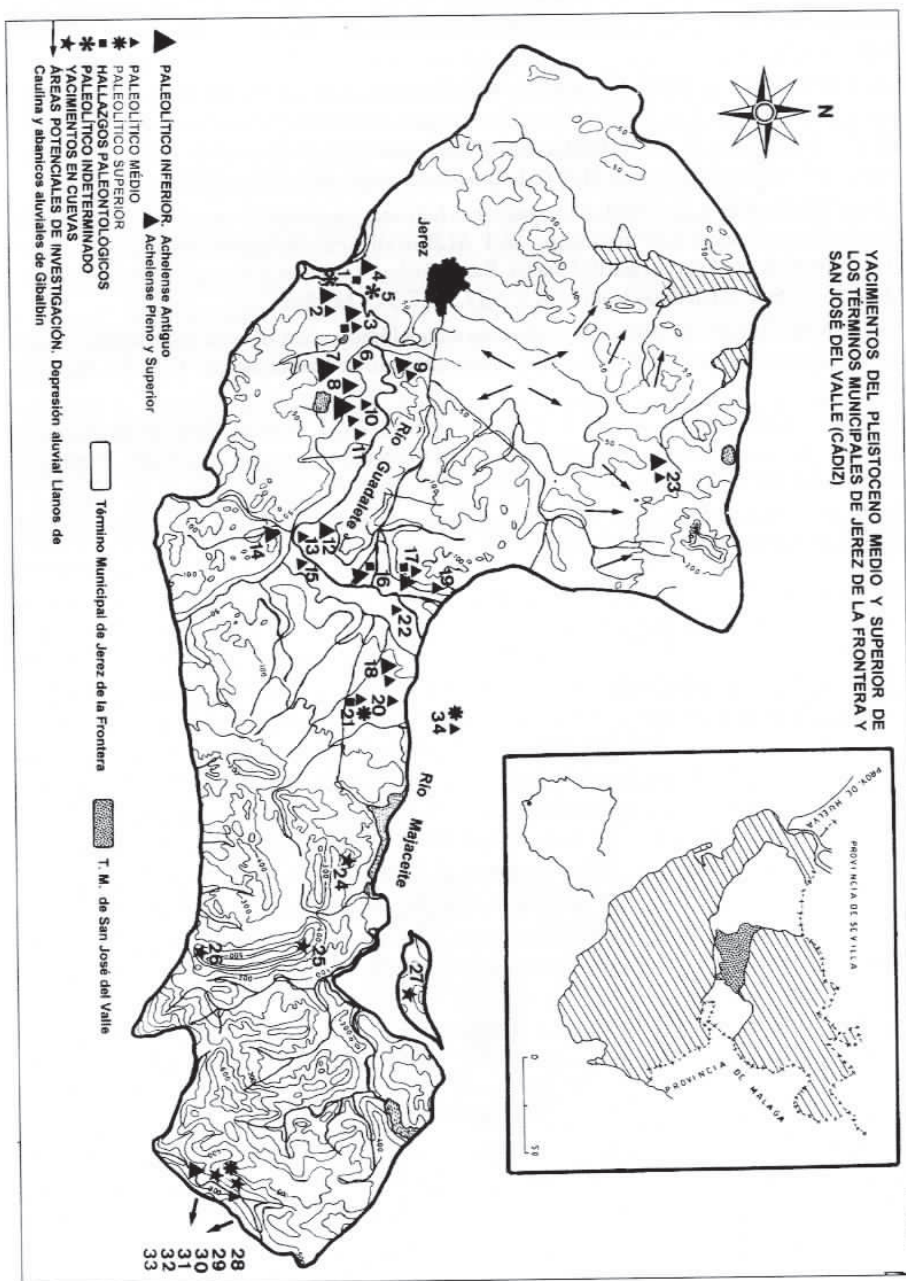 YACIMIENTOS DEL PLEISTOCENO MEDIO Y SUPERIOR DE
LOS TÉRMINOS MUNICIPALES DE JEREZ DE LA FRONTERA Y
SAN JOSÉ DEL VALLE (CÁDIZ)
N
PROV. DE HUELVA
PROVINCIA DE SEVILLA
PROVINCIA DE MALAGA
0
50
Jerez
23
4
5
1
2
3
6
7
8
9
10
11
Río Guadalete
12
13
14
15
16
17
19
22
18
20
21
34
Río Majaceite
24
25
26
27
28
29
30
31
32
33
PALEOLÍTICO INFERIOR. Acheiense Antiguo
Acheiense Pleno y Superior
PALEOLÍTICO MÉDIO
PALEOLÍTICO SUPERIOR
HALLAZGOS PALEONTOLÓGICOS
PALEOLÍTICO INDETERMINADO
YACIMIENTOS EN CUEVAS
ÁREAS POTENCIALES DE INVESTIGACIÓN. Depresión aluvial Llanos de
Caulina y abanicos aluviales de Gibalbín
Término Municipal de Jerez de la Frontera
T. M. de San José del Valle